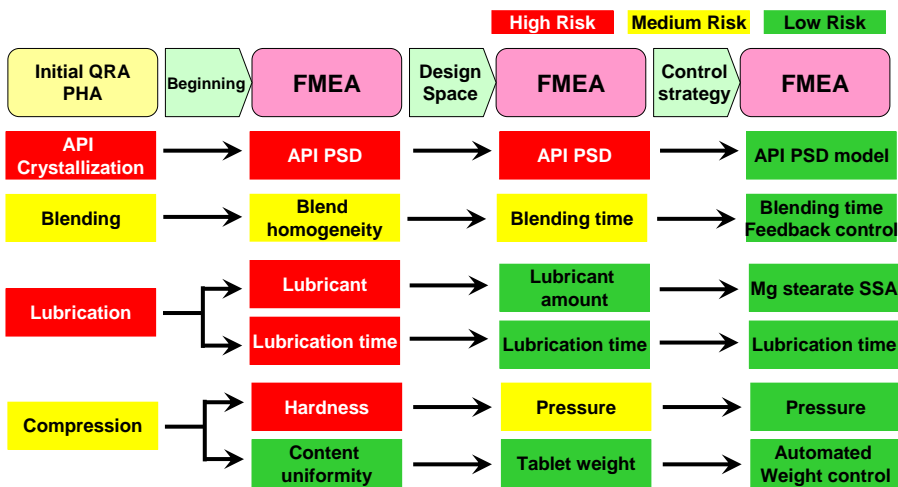 High Risk Medium Risk Low Risk
Initial QRA
PHA
Beginning
FMEA
Design
Space
FMEA
Control
strategy
FMEA
API
Crystallization
API PSD
API PSD
API PSD model
Blending
Blend
homogeneity
Blending time
Blending time
Feedback control
Lubrication
Lubricant
Lubricant
amount
Mg stearate SSA
Lubrication time
Lubrication time
Lubrication time
Compression
Hardness
Pressure
Pressure
Content
uniformity
Tablet weight
Automated
Weight control